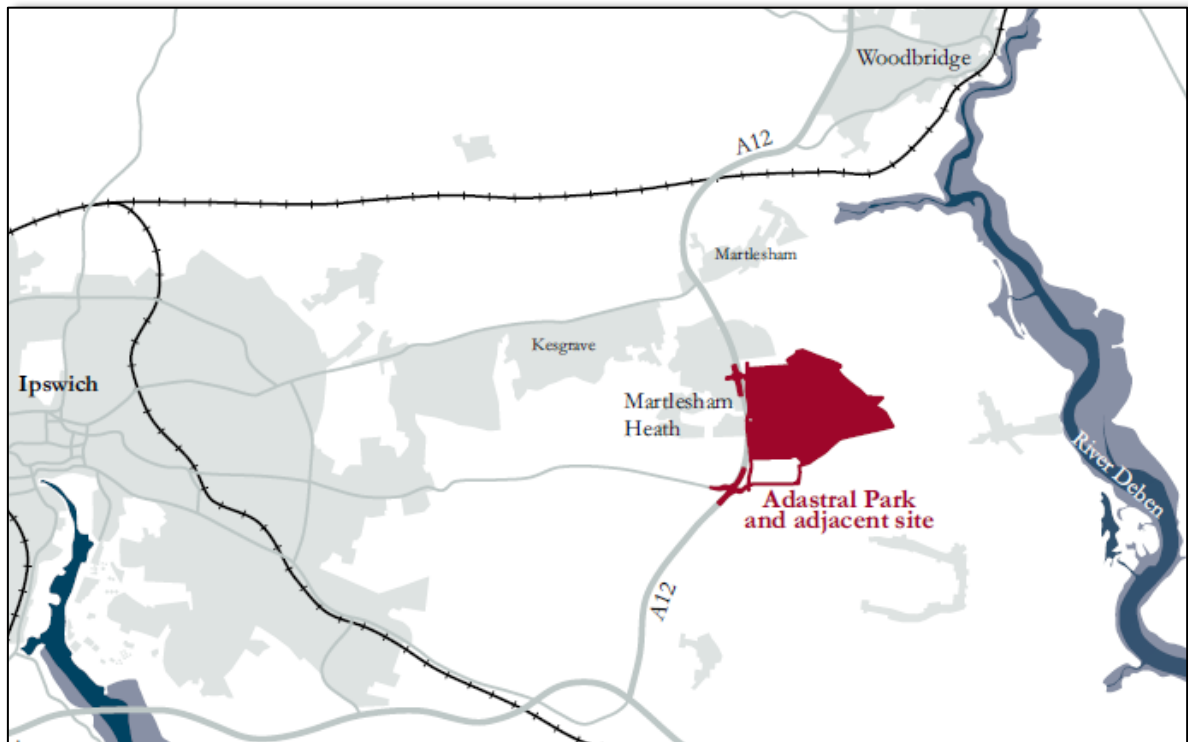 Woodbridge
A12
Martlesham
Kesgrave
Ipswich
Martlesham
Heath
River Deben
Adastral Park
and adjacent site
A12